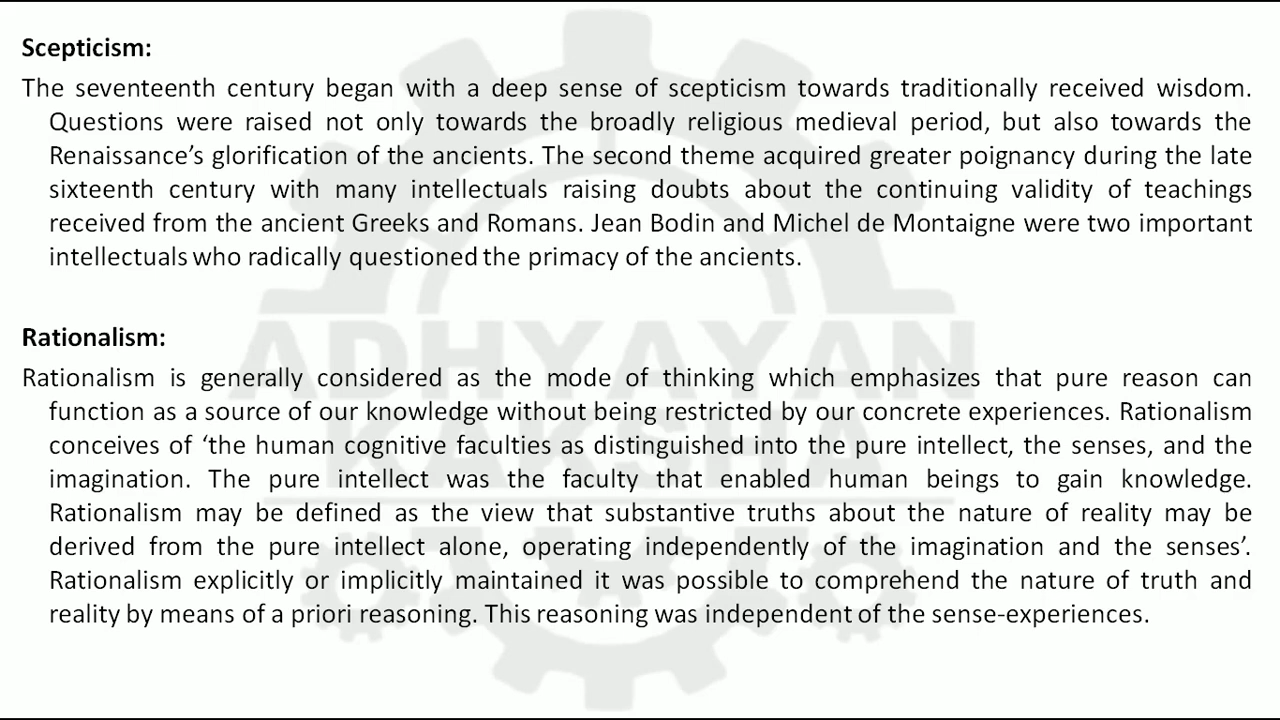 Scepticism:
The seventeenth century began with a deep sense of scepticism towards traditionally received wisdom.
Questions were raised not only towards the broadly religious medieval period, but also towards the
Renaissance’s glorification of the ancients. The second theme acquired greater poignancy during the late
sixteenth century with many intellectuals raising doubts about the continuing validity of teachings
received from the ancient Greeks and Romans. Jean Bodin and Michel de Montaigne were two important
intellectuals who radically questioned the primacy of the ancients.
Rationalism:
Rationalism is generally considered as the mode of thinking which emphasizes that pure reason can
function as a source of our knowledge without being restricted by our concrete experiences. Rationalism
conceives of ‘the human cognitive faculties as distinguished into the pure intellect, the senses, and the
imagination. The pure intellect was the faculty that enabled human beings to gain knowledge.
Rationalism may be defined as the view that substantive truths about the nature of reality may be
derived from the pure intellect alone, operating independently of the imagination and the senses’.
Rationalism explicitly or implicitly maintained it was possible to comprehend the nature of truth and
reality by means of a priori reasoning. This reasoning was independent of the sense-experiences.
ADHYAYAN
KAKSHA